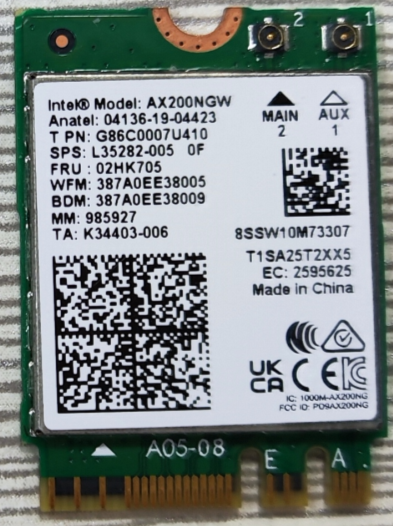 2 1
Intel® Model: AX200NGW
Anatel: 04136-19-04423
T PN: G86C0007U410
SPS: L35282-005 0F
FRU : 02HK705
WFM: 387A0EE38005
BDM: 387A0EE38009
MM: 985927
TA: K34403-006
MAIN AUX
2 1
8SSW10M73307
T1SA25T2XX5
EC: 2595625
Made in China
UK CA CE EAC
IC: 1000M-AX200NG
FCC ID: PD9AX200NG
A05-08 E A